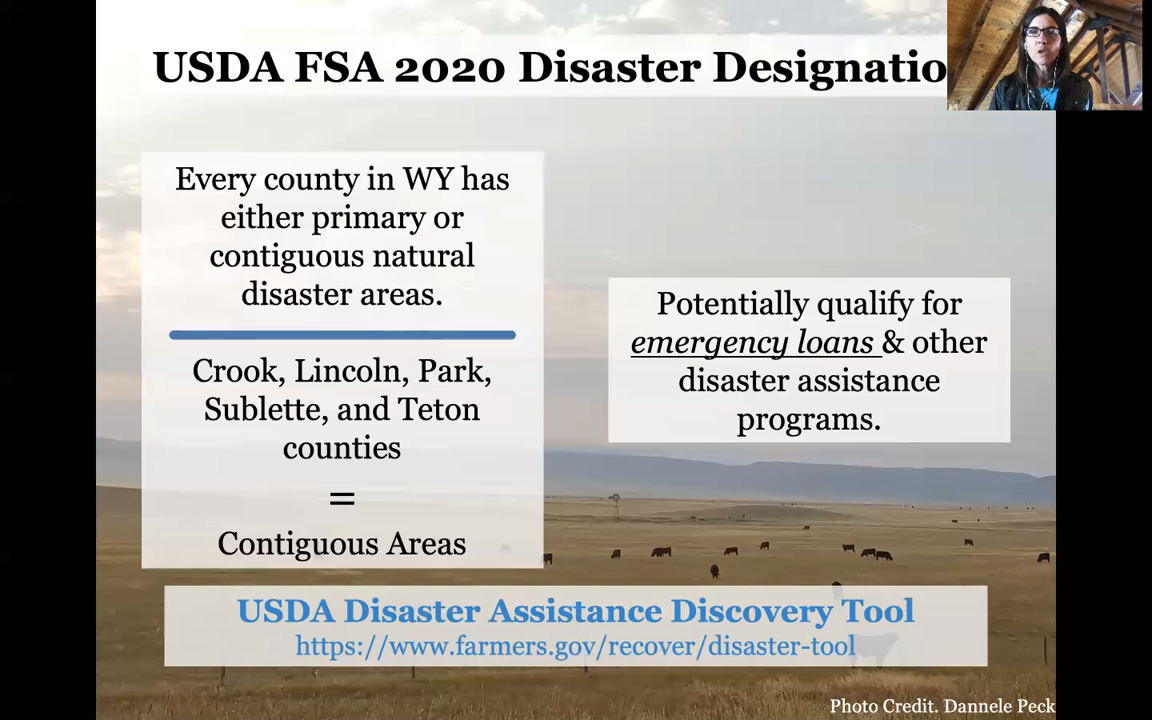 USDA FSA 2020 Disaster Designatio
Every county in WY has
either primary or
contiguous natural
disaster areas.
Crook, Lincoln, Park,
Sublette, and Teton
counties
=
Contiguous Areas
Potentially qualify for
emergency loans & other
disaster assistance
programs.
USDA Disaster Assistance Discovery Tool
https://www.farmers.gov/recover/disaster-tool
Photo Credit. Dannele Peck